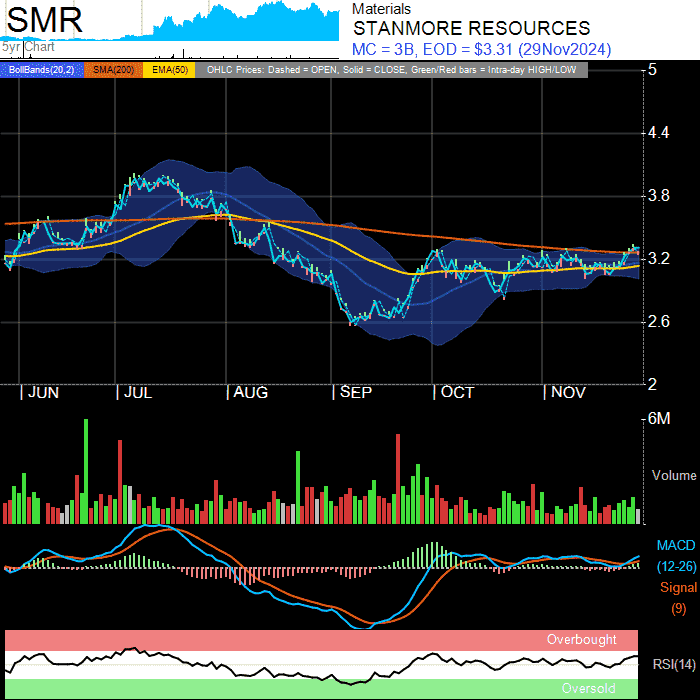 SMR
5yr Chart
Materials
STANMORE RESOURCES
MC = 3B, EOD = $3.31 (29Nov2024)
BollBands(20,2) SMA(200) EMA(50) OHLC Prices: Dashed = OPEN, Solid = CLOSE, Green/Red bars = Intra-day HIGH/LOW
5
4.4
3.8
3.2
2.6
2
| JUN | JUL | AUG | SEP | OCT | NOV
6M
Volume
MACD
(12-26)
Signal
(9)
Overbought
RSI(14)
Oversold